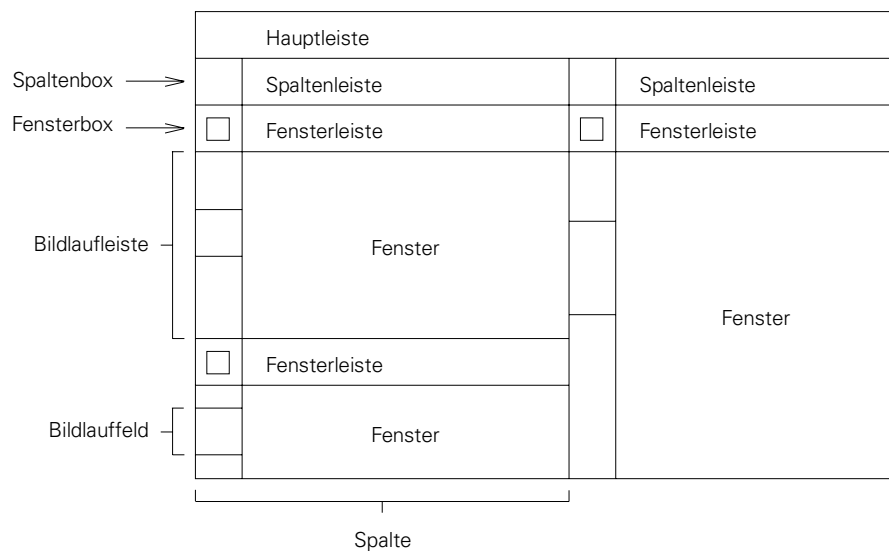 Hauptleiste
Spaltenbox
Spaltenleiste
Spaltenleiste
Fensterbox
Fensterleiste
Fensterleiste
Bildlaufleiste
Fenster
Fenster
Fensterleiste
Bildlauffeld
Fenster
Spalte